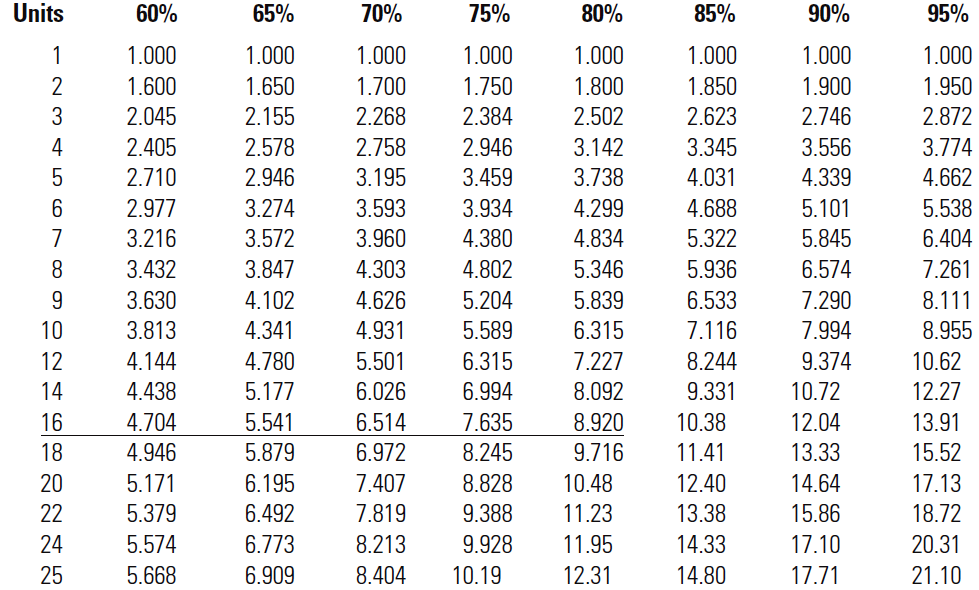 Units 60% 65% 70% 75% 80% 85% 90% 95%
1 1.000 1.000 1.000 1.000 1.000 1.000 1.000 1.000
2 1.600 1.650 1.700 1.750 1.800 1.850 1.900 1.950
3 2.045 2.155 2.268 2.384 2.502 2.623 2.746 2.872
4 2.405 2.578 2.758 2.946 3.142 3.345 3.556 3.774
5 2.710 2.946 3.195 3.459 3.738 4.031 4.339 4.662
6 2.977 3.274 3.593 3.934 4.299 4.688 5.101 5.538
7 3.216 3.572 3.960 4.380 4.834 5.322 5.845 6.404
8 3.432 3.847 4.303 4.802 5.346 5.936 6.574 7.261
9 3.630 4.102 4.626 5.204 5.839 6.533 7.290 8.111
10 3.813 4.341 4.931 5.589 6.315 7.116 7.994 8.955
12 4.144 4.780 5.501 6.315 7.227 8.244 9.374 10.62
14 4.438 5.177 6.026 6.994 8.092 9.331 10.72 12.27
16 4.704 5.541 6.514 7.635 8.920 10.38 12.04 13.91
18 4.946 5.879 6.972 8.245 9.716 11.41 13.33 15.52
20 5.171 6.195 7.407 8.828 10.48 12.40 14.64 17.13
22 5.379 6.492 7.819 9.388 11.23 13.38 15.86 18.72
24 5.574 6.773 8.213 9.928 11.95 14.33 17.10 20.31
25 5.668 6.909 8.404 10.19 12.31 14.80 17.71 21.10